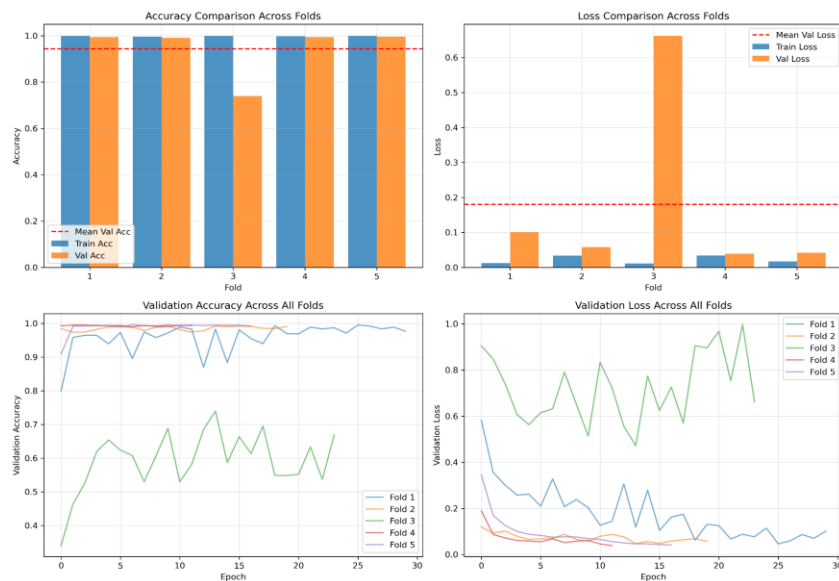 Accuracy Comparison Across Folds
1.0
0.8
0.6
0.4
0.2
0.0
Accuracy
Mean Val Acc
Train Acc
Val Acc
1 2 3 4 5
Fold
Loss Comparison Across Folds
0.6
0.5
0.4
0.3
0.2
0.1
0.0
Loss
Mean Val Loss
Train Loss
Val Loss
1 2 3 4 5
Fold
Validation Accuracy Across All Folds
1.0
0.9
0.8
0.7
0.6
0.5
0.4
Validation Accuracy
Fold 1
Fold 2
Fold 3
Fold 4
Fold 5
0 5 10 15 20 25 30
Epoch
Validation Loss Across All Folds
1.0
0.8
0.6
0.4
0.2
0.0
Validation Loss
Fold 1
Fold 2
Fold 3
Fold 4
Fold 5
0 5 10 15 20 25 30
Epoch